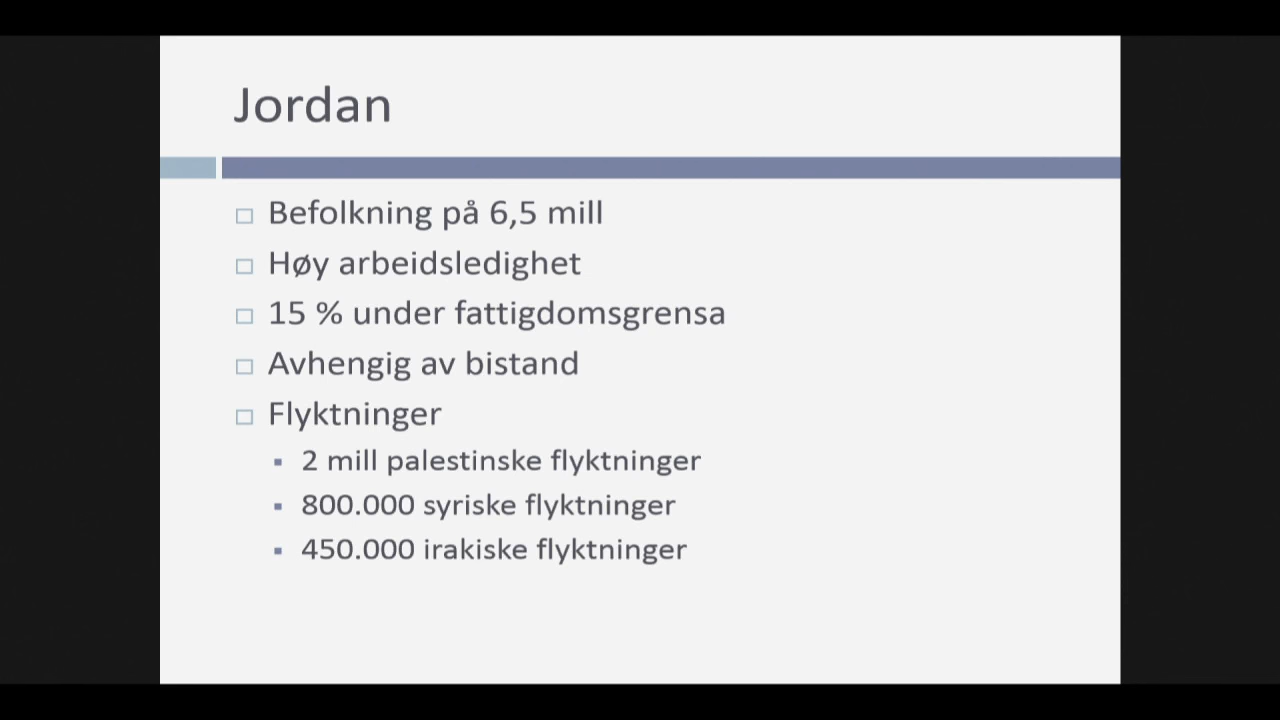 Jordan
Befolkning på 6,5 mill
Høy arbeidsledighet
15 % under fattigdomsgrensa
Avhengig av bistand
Flyktninger
2 mill palestinske flyktninger
800.000 syriske flyktninger
450.000 irakiske flyktninger